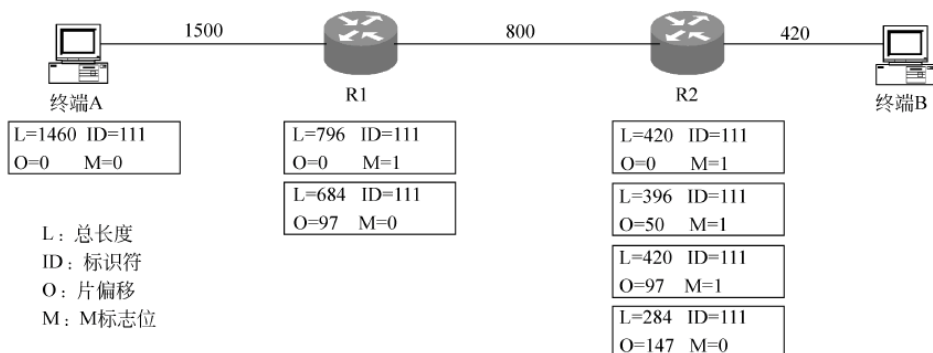 1500
800
420
终端A
R1
R2
终端B
L=1460 ID=111
O=0 M=0
L=796 ID=111
O=0 M=1
L=684 ID=111
O=97 M=0
L=420 ID=111
O=0 M=1
L=396 ID=111
O=50 M=1
L=420 ID=111
O=97 M=1
L=284 ID=111
O=147 M=0
L：总长度
ID：标识符
O：片偏移
M：M标志位